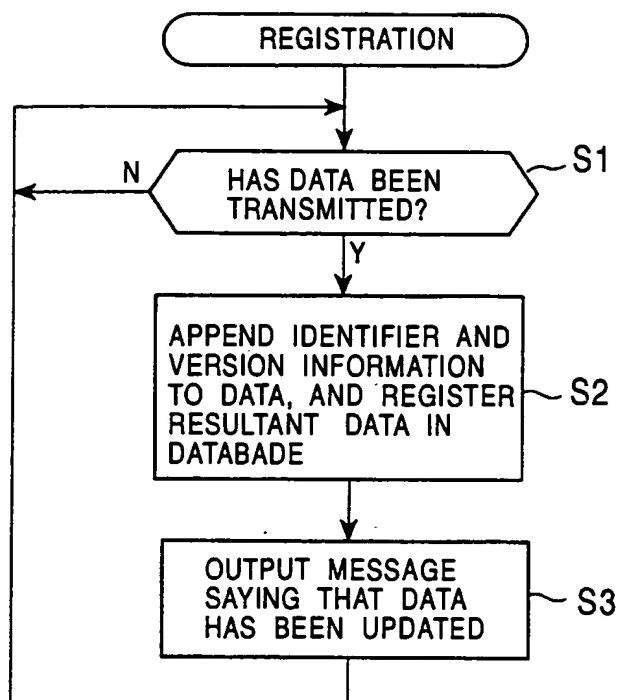 REGISTRATION
HAS DATA BEEN
TRANSMITTED?
S1
N
Y
APPEND IDENTIFIER AND
VERSION INFORMATION
TO DATA, AND REGISTER
RESULTANT DATA IN
DATABADE
S2
OUTPUT MESSAGE
SAYING THAT DATA
HAS BEEN UPDATED
S3